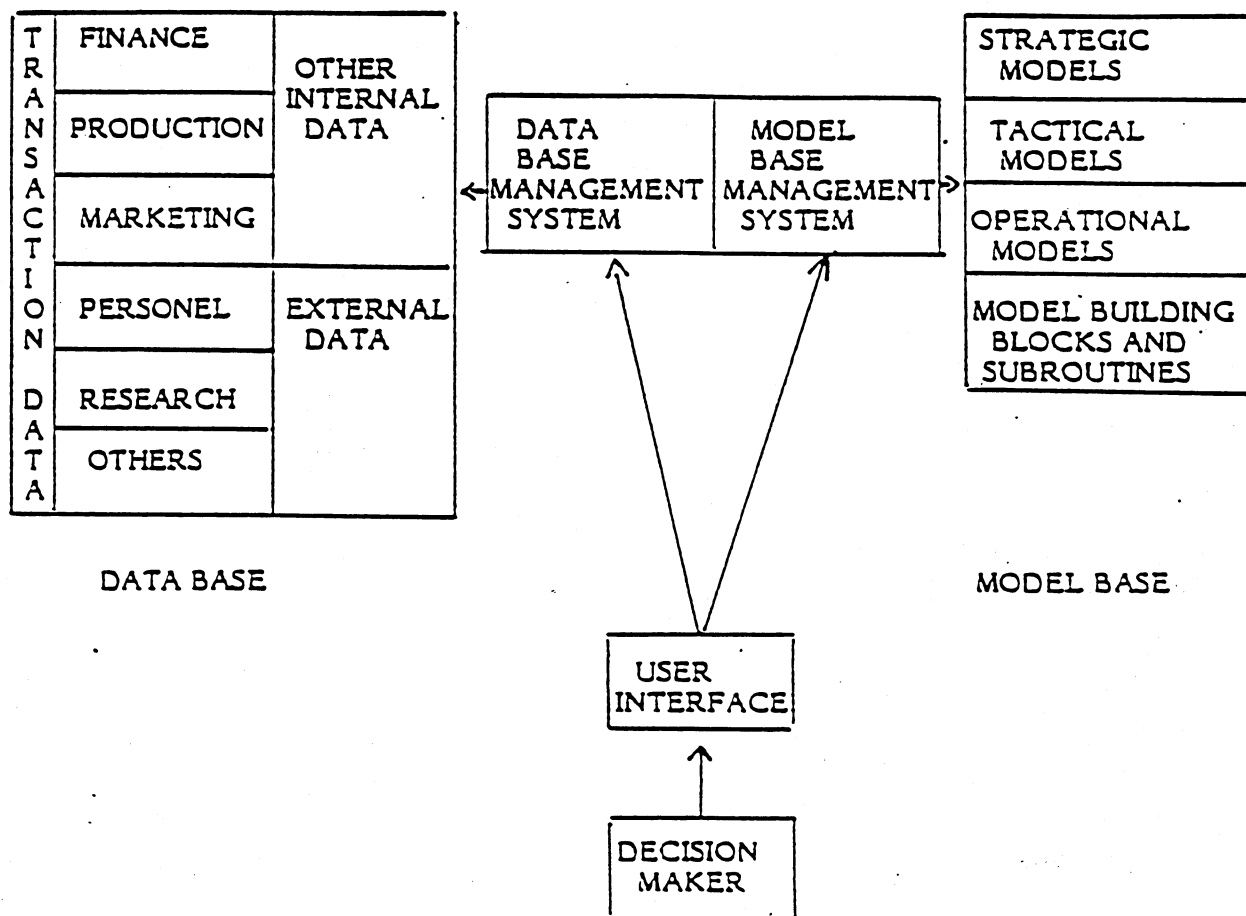 TRANSACTION DATA
FINANCE
PRODUCTION
MARKETING
PERSONEL
RESEARCH
OTHERS
OTHER
INTERNAL
DATA
EXTERNAL
DATA
DATA BASE
DATA
BASE
MANAGEMENT
SYSTEM
MODEL
BASE
MANAGEMENT
SYSTEM
STRATEGIC
MODELS
TACTICAL
MODELS
OPERATIONAL
MODELS
MODEL BUILDING
BLOCKS AND
SUBROUTINES
MODEL BASE
USER
INTERFACE
DECISION
MAKER